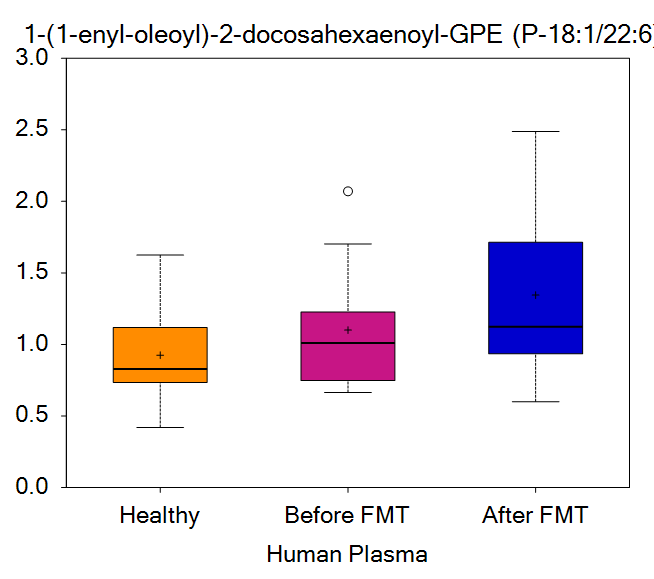 1-(1-enyl-oleoyl)-2-docosahexaenoyl-GPE (P-18:1/22:6)
3.0
2.5
2.0
1.5
1.0
0.5
0.0
Healthy Before FMT After FMT
Human Plasma